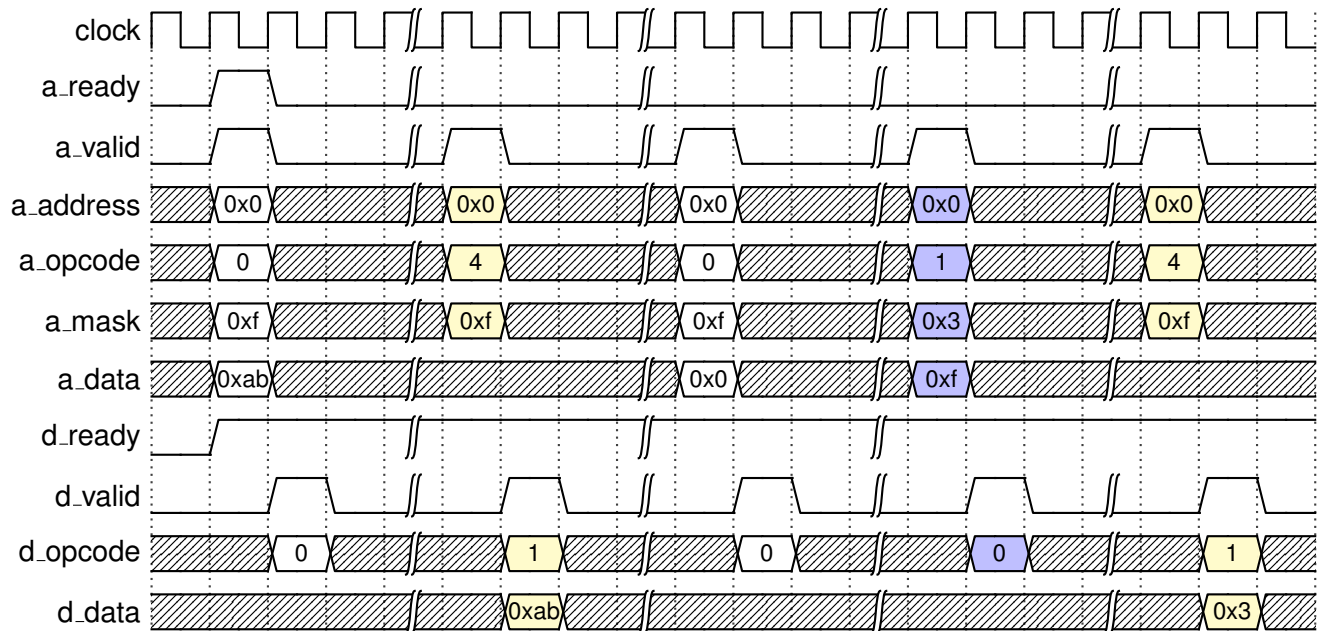 clock
a_ready
a_valid
a_address 0x0 0x0 0x0 0x0 0x0
a_opcode 0 4 0 1 4
a_mask 0xf 0xf 0xf 0x3 0xf
a_data 0xab 0x0 0xf
d_ready
d_valid
d_opcode 0 1 0 0 1
d_data 0xab 0x3